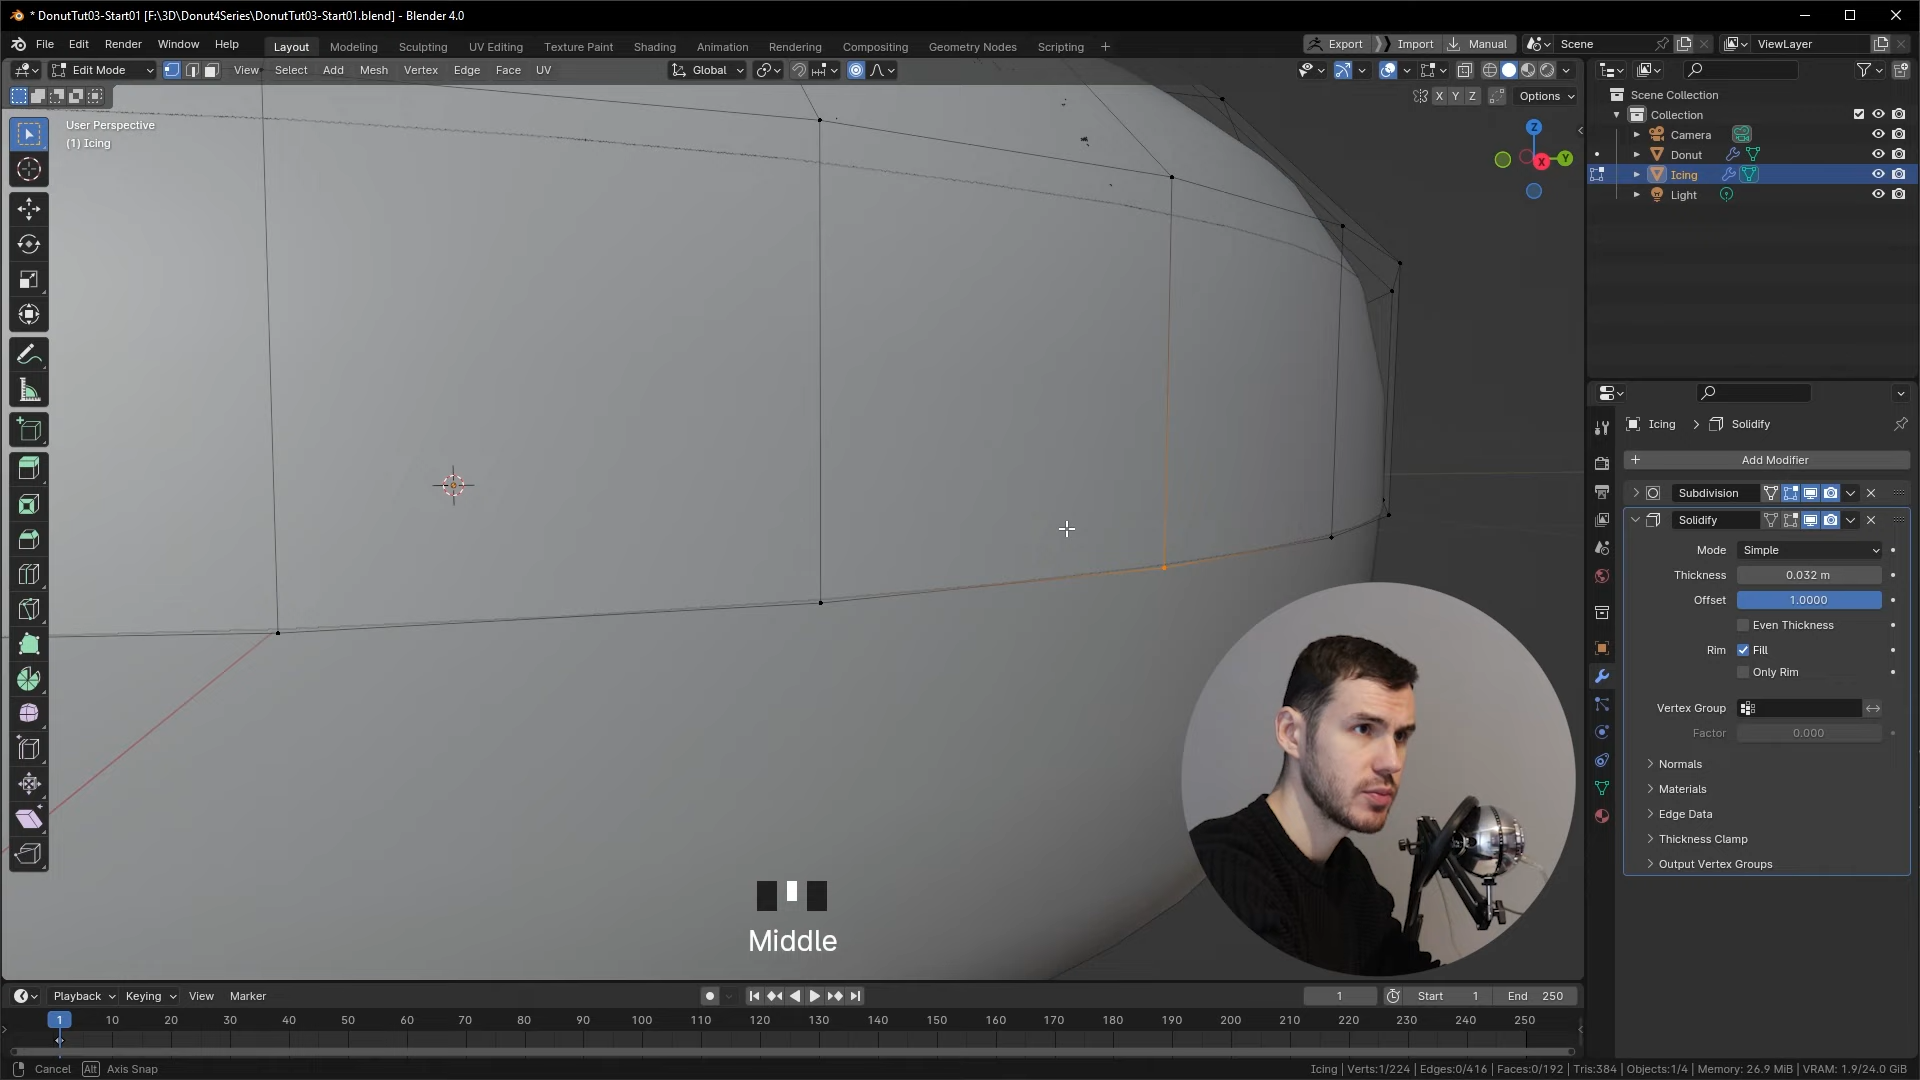 * DonutTut03-Start01 [F:\3D\Donut4Series\DonutTut03-Start01.blend] - Blender 4.0
File Edit Render Window Help Layout Modeling Sculpting UV Editing Texture Paint Shading Animation Rendering Compositing Geometry Nodes Scripting + Export Import Manual Scene ViewLayer
Edit Mode View Select Add Mesh Vertex Edge Face UV Global
X Y Z Options
User Perspective
(1) Icing
Z
Y
X
Scene Collection
Collection
Camera
Donut
Icing
Light
Icing > Solidify
+ Add Modifier
Subdivision
Solidify
Mode Simple
Thickness 0.032 m
Offset 1.0000
Even Thickness
Rim Fill
Only Rim
Vertex Group
Factor 0.000
Normals
Materials
Edge Data
Thickness Clamp
Output Vertex Groups
Middle
Playback Keying View Marker 1 Start 1 End 250
1 10 20 30 40 50 60 70 80 90 100 110 120 130 140 150 160 170 180 190 200 210 220 230 240 250
Cancel Alt Axis Snap Icing | Verts:1/224 | Edges:0/416 | Faces:0/192 | Tris:384 | Objects:1/4 | Memory: 26.9 MiB | VRAM: 1.9/24.0 GiB